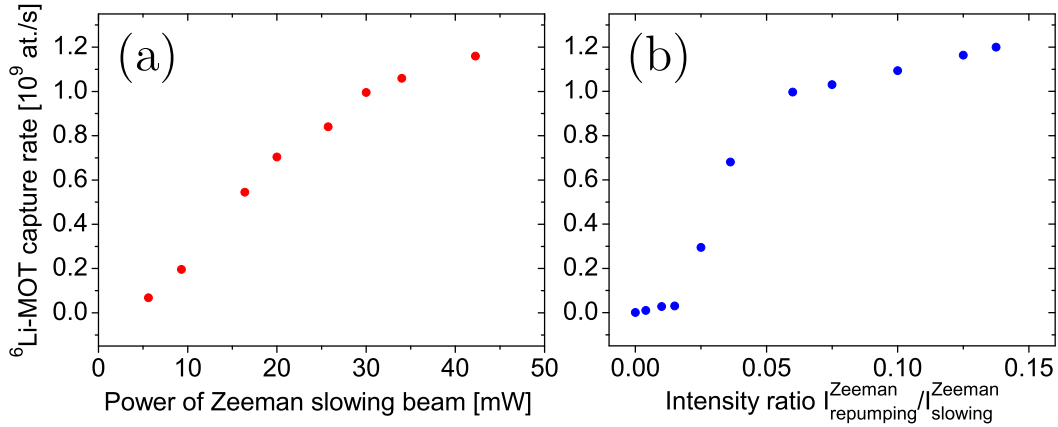 (a)
(b)
⁶Li-MOT capture rate [10⁹ at./s]
1.2
1.0
0.8
0.6
0.4
0.2
0.0
0 10 20 30 40 50
Power of Zeeman slowing beam [mW]
1.2
1.0
0.8
0.6
0.4
0.2
0.0
0.00 0.05 0.10 0.15
Intensity ratio I^Zeeman_repumping/I^Zeeman_slowing